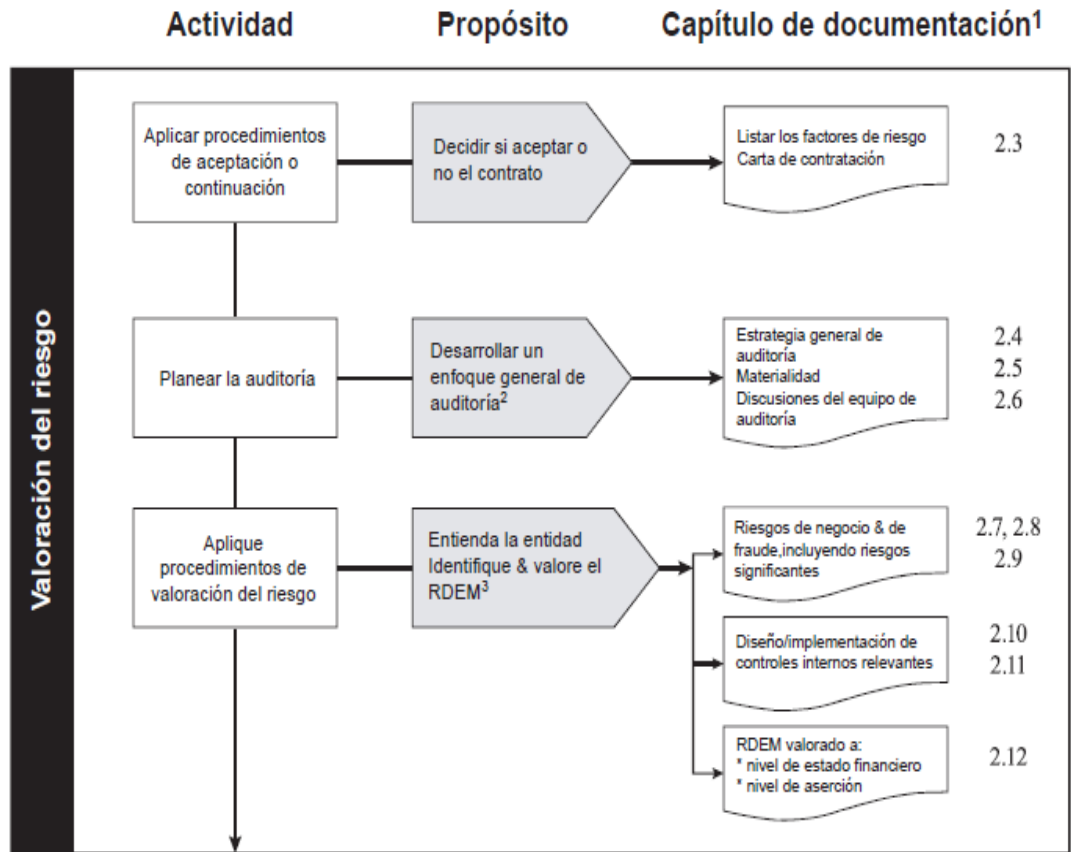 Actividad
Propósito
Capítulo de documentación1
Valoración del riesgo
Aplicar procedimientos
de aceptación o
continuación
Decidir si aceptar o
no el contrato
Listar los factores de riesgo
Carta de contratación
2.3
Planear la auditoría
Desarrollar un
enfoque general de
auditoría2
Estrategia general de
auditoría
Materialidad
Discusiones del equipo de
auditoría
2.4
2.5
2.6
Aplique
procedimientos de
valoración del riesgo
Entienda la entidad
Identifique & valore el
RDEM3
Riesgos de negocio & de
fraude,incluyendo riesgos
significantes
2.7, 2.8
2.9
Diseño/implementación de
controles internos relevantes
2.10
2.11
RDEM valorado a:
* nivel de estado financiero
* nivel de aserción
2.12